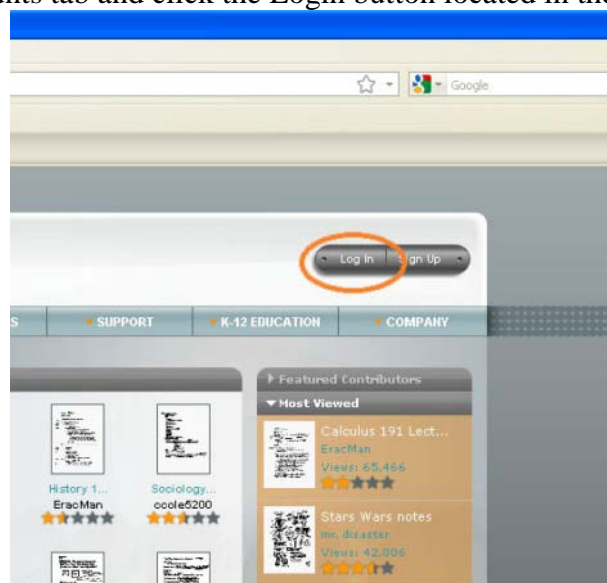 nts tab and click the Login button located in the
Google
Log In Sign Up
S SUPPORT K-12 EDUCATION COMPANY
Featured Contributors
Most Viewed
Calculus 191 Lect...
EracMan
Views: 65,466
History 1...
EracMan
Sociology...
ocole5200
Stars Wars notes
mr. disaster
Views: 42,806